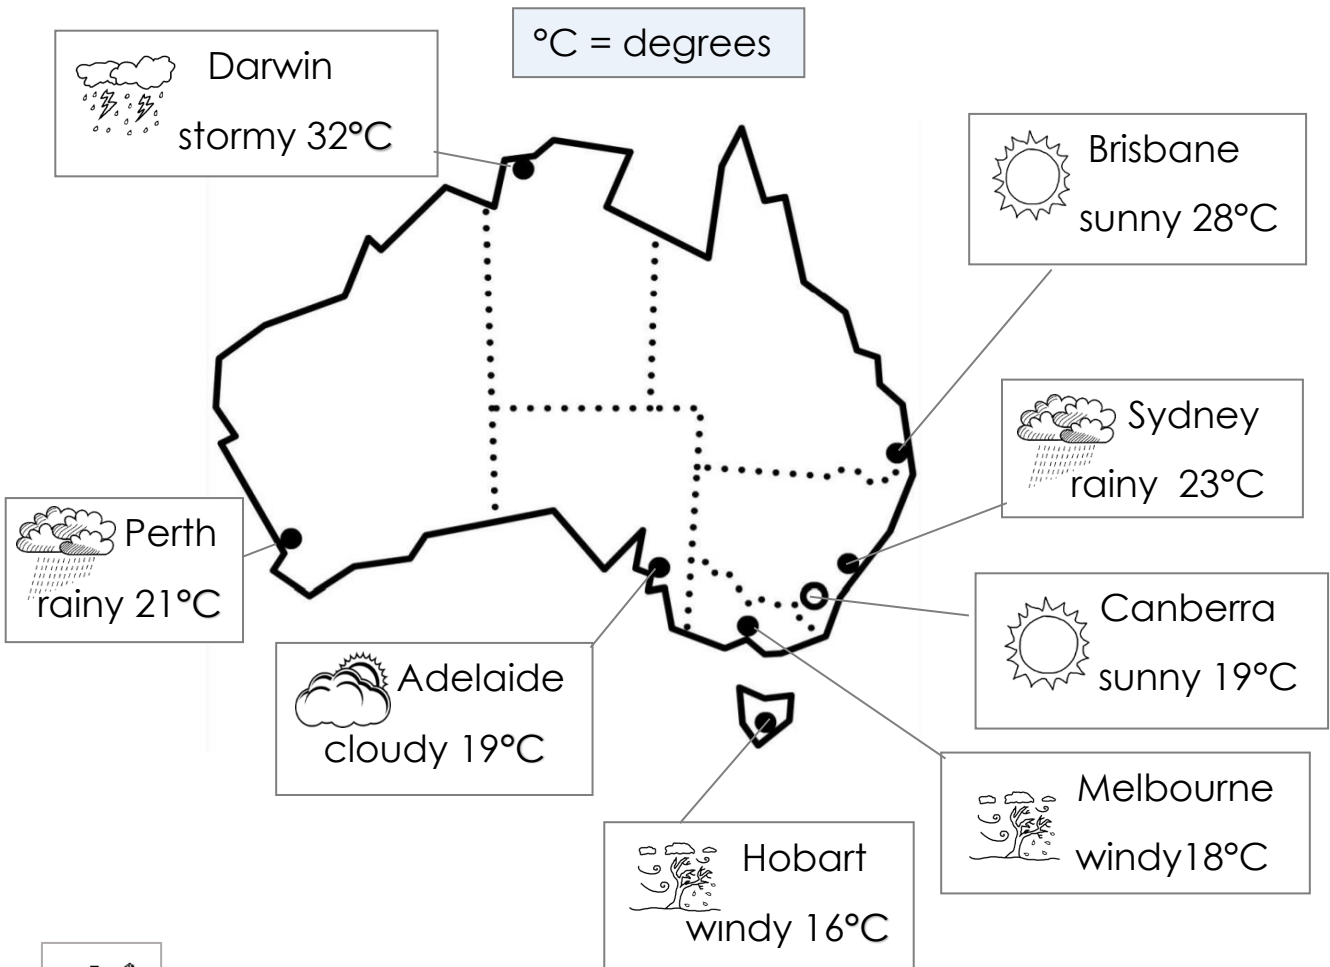 °C = degrees
Darwin
stormy 32°C
Brisbane
sunny 28°C
Sydney
rainy 23°C
Perth
rainy 21°C
Canberra
sunny 19°C
Adelaide
cloudy 19°C
Melbourne
windy18°C
Hobart
windy 16°C